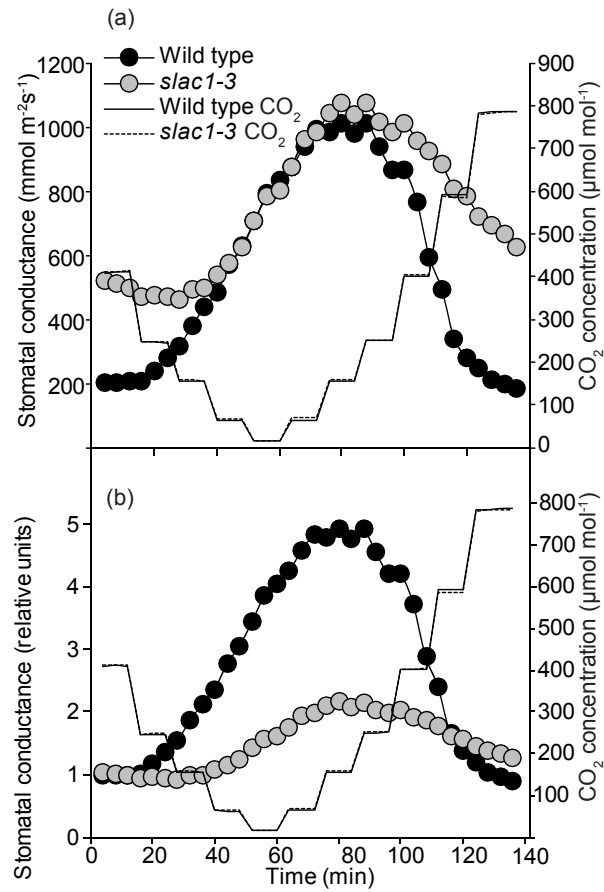 (a)
Wild type
slac1-3
Wild type CO₂
slac1-3 CO₂
Stomatal conductance (mmol m⁻²s⁻¹)
1200
1000
800
600
400
200
900
800
700
600
500
400
300
200
100
0
CO₂ concentration (µmol mol⁻¹)
(b)
Stomatal conductance (relative units)
5
4
3
2
1
0
800
700
600
500
400
300
200
100
CO₂ concentration (µmol mol⁻¹)
0 20 40 60 80 100 120 140
Time (min)